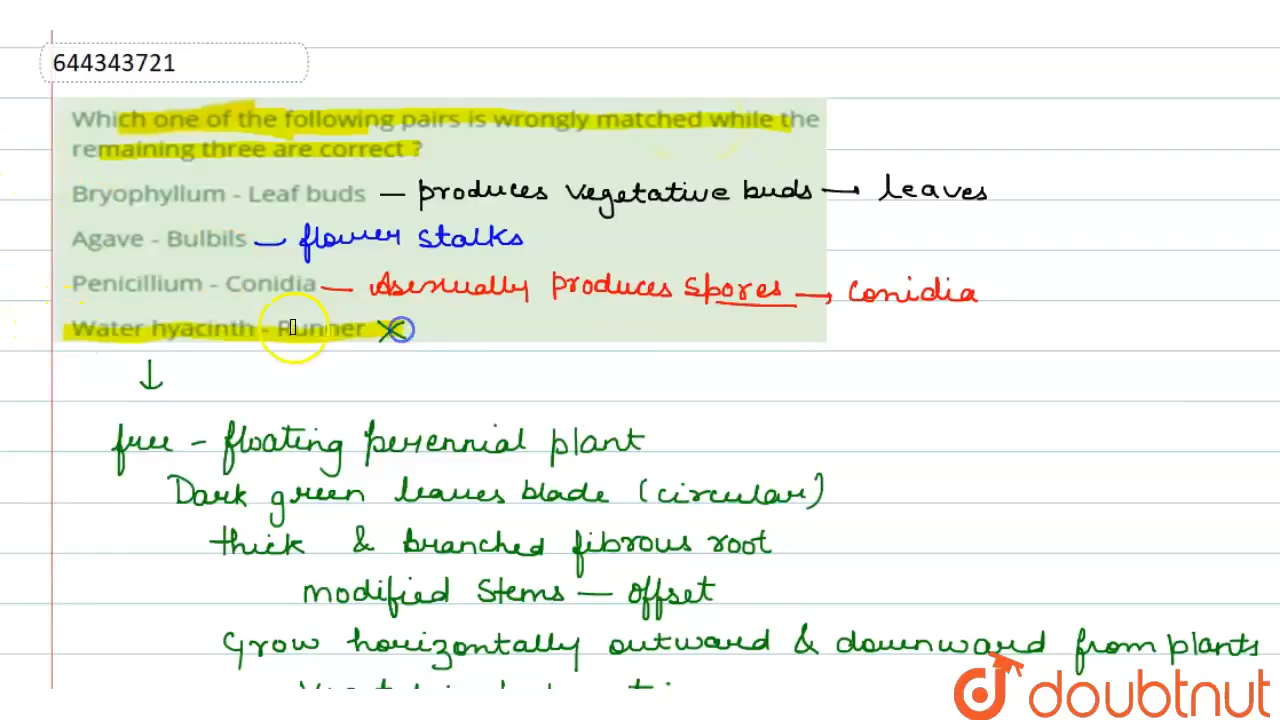 644343721
Which one of the following pairs is wrongly matched while the
remaining three are correct ?
Bryophyllum - Leaf buds — produces vegetative buds → leaves
Agave - Bulbils — flower stalks
Penicillium - Conidia — Asexually produces spores → Conidia
Water hyacinth - Runner ×
↓
free - floating perennial plant
Dark green leaves blade (circular)
thick & branched fibrous root
modified stems — offset
Grow horizontally outward & downward from plants
doubtnut